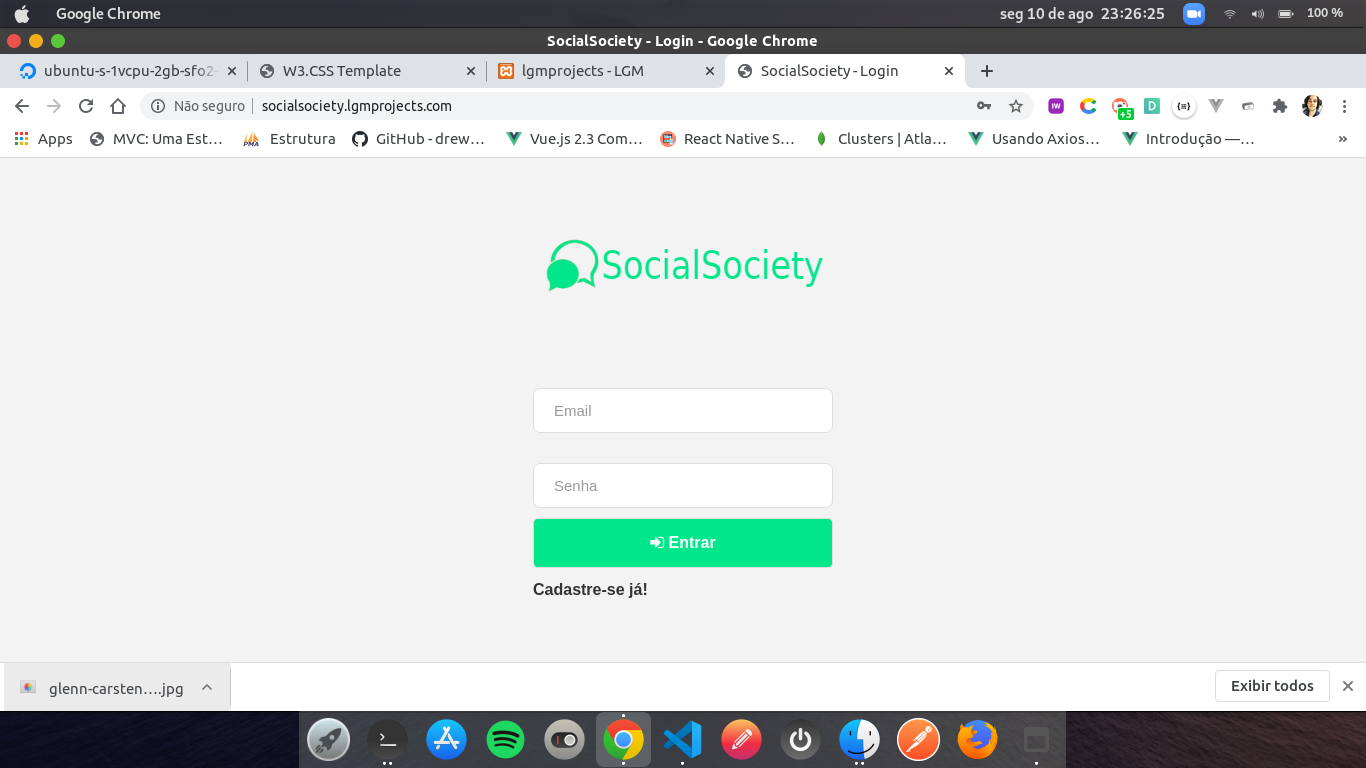 Google Chrome
seg 10 de ago 23:26:25
100 %
SocialSociety - Login - Google Chrome
ubuntu-s-1vcpu-2gb-sfo2-
W3.CSS Template
lgmprojects - LGM
SocialSociety - Login
Não seguro
socialsociety.lgmprojects.com
IW
+5
D
Apps
MVC: Uma Est…
PMA
Estrutura
GitHub - drew…
Vue.js 2.3 Com…
React Native S…
Clusters | Atla…
Usando Axios…
Introdução —…
»
SocialSociety
Email
Senha
Entrar
Cadastre-se já!
glenn-carsten….jpg
Exibir todos